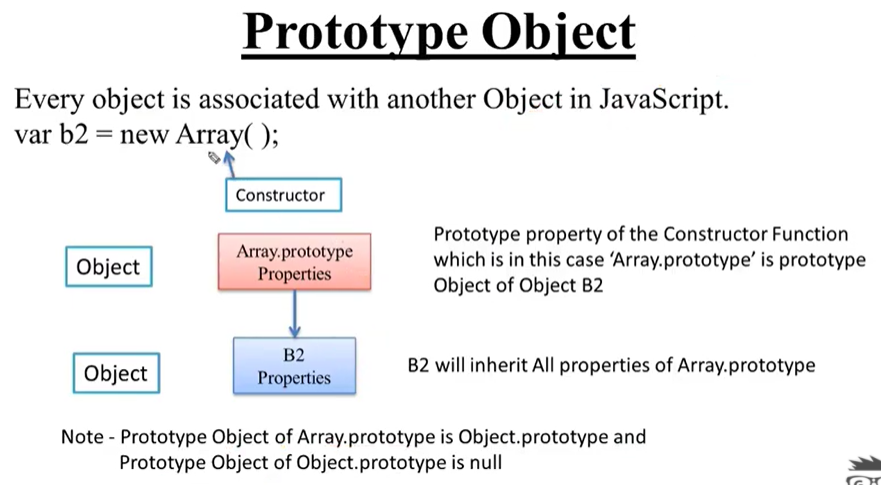 Prototype Object
Every object is associated with another Object in JavaScript.
var b2 = new Array( );
Constructor
Object
Array.prototype
Properties
Prototype property of the Constructor Function
which is in this case ‘Array.prototype’ is prototype
Object of Object B2
Object
B2
Properties
B2 will inherit All properties of Array.prototype
Note - Prototype Object of Array.prototype is Object.prototype and
Prototype Object of Object.prototype is null